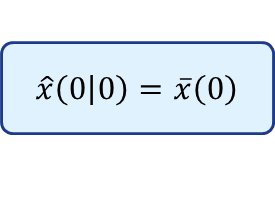 x̂(0|0) = x̄(0)